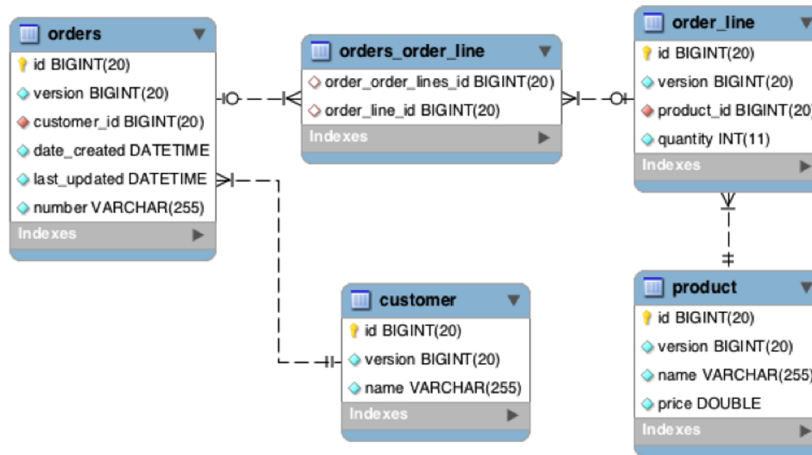 orders
id BIGINT(20)
version BIGINT(20)
customer_id BIGINT(20)
date_created DATETIME
last_updated DATETIME
number VARCHAR(255)
Indexes
orders_order_line
order_order_lines_id BIGINT(20)
order_line_id BIGINT(20)
Indexes
order_line
id BIGINT(20)
version BIGINT(20)
product_id BIGINT(20
quantity INT(11)
Indexes
customer
id BIGINT(20)
version BIGINT(20)
name VARCHAR(255)
Indexes
product
id BIGINT(20)
version BIGINT(20)
name VARCHAR(255)
price DOUBLE
Indexes